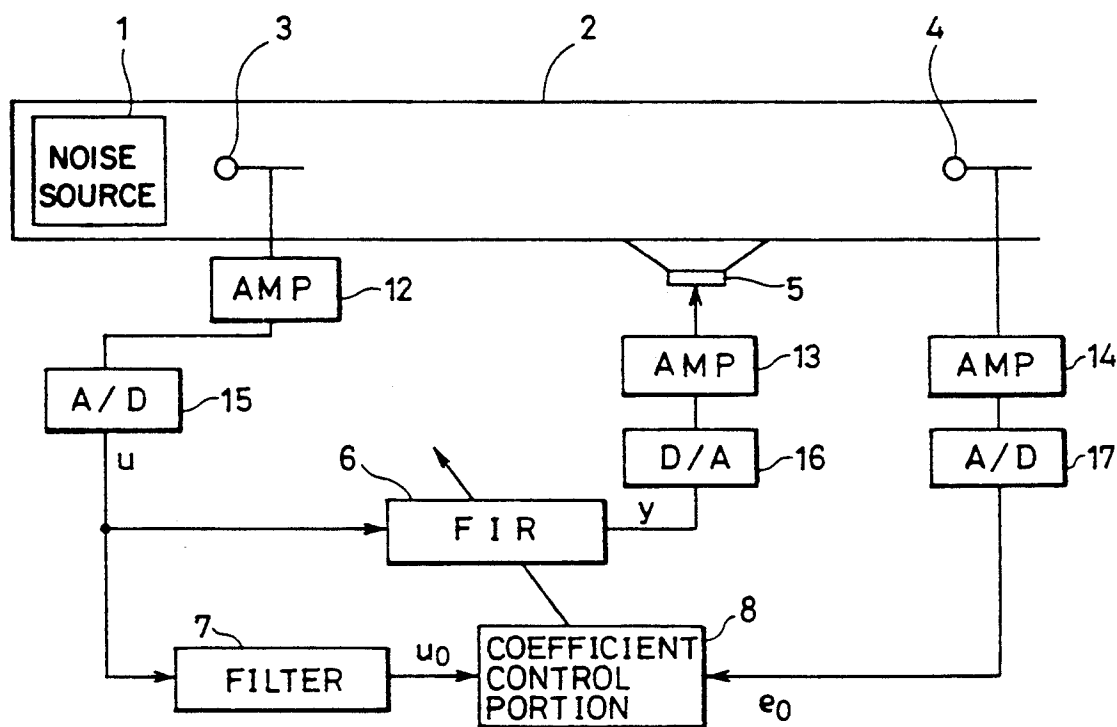 1
3
2
4
NOISE
SOURCE
AMP
12
5
A/D
15
AMP
13
AMP
14
u
6
D/A
16
A/D
17
FIR
y
7
8
FILTER
u0
COEFFICIENT
CONTROL
PORTION
e0